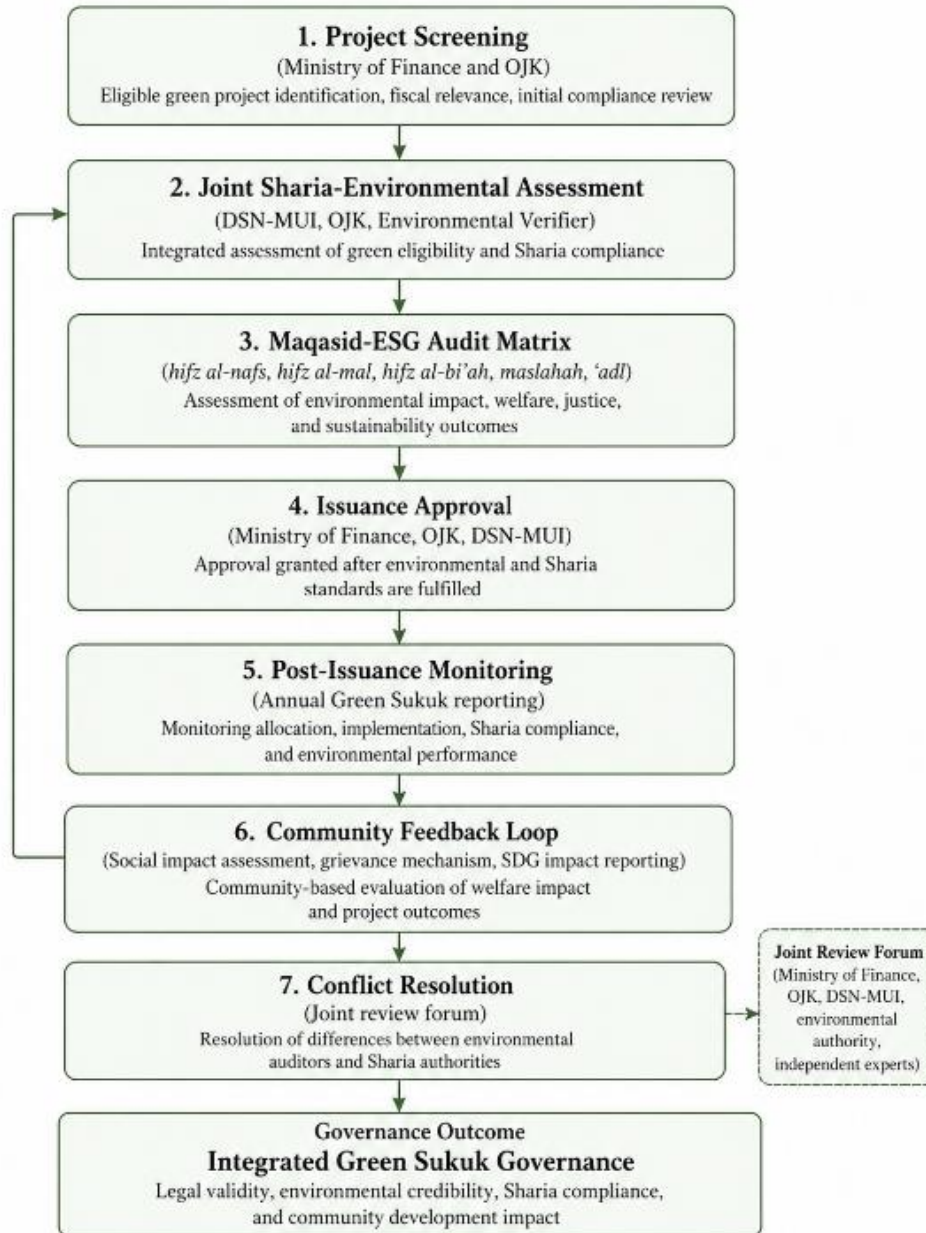 1. Project Screening
(Ministry of Finance and OJK)
Eligible green project identification, fiscal relevance, initial compliance review
2. Joint Sharia-Environmental Assessment
(DSN-MUI, OJK, Environmental Verifier)
Integrated assessment of green eligibility and Sharia compliance
3. Maqasid-ESG Audit Matrix
(hifz al-nafs, hifz al-mal, hifz al-bi’ah, maslahah, ‘adl)
Assessment of environmental impact, welfare, justice,
and sustainability outcomes
4. Issuance Approval
(Ministry of Finance, OJK, DSN-MUI)
Approval granted after environmental and Sharia
standards are fulfilled
5. Post-Issuance Monitoring
(Annual Green Sukuk reporting)
Monitoring allocation, implementation, Sharia compliance,
and environmental performance
6. Community Feedback Loop
(Social impact assessment, grievance mechanism, SDG impact reporting)
Community-based evaluation of welfare impact
and project outcomes
7. Conflict Resolution
(Joint review forum)
Resolution of differences between environmental
auditors and Sharia authorities
Joint Review Forum
(Ministry of Finance,
OJK, DSN-MUI,
environmental
authority,
independent experts)
Governance Outcome
Integrated Green Sukuk Governance
Legal validity, environmental credibility, Sharia compliance,
and community development impact